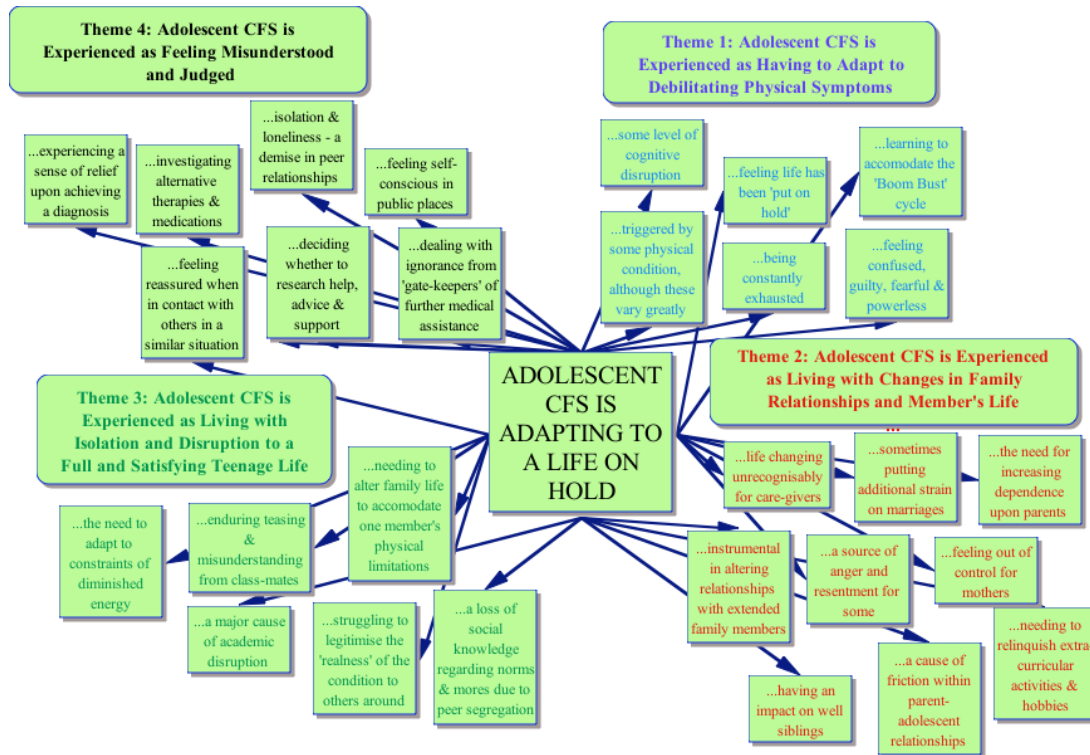 Theme 4: Adolescent CFS is
Experienced as Feeling Misunderstood
and Judged
Theme 1: Adolescent CFS is
Experienced as Having to Adapt to
Debilitating Physical Symptoms
...experiencing a
sense of relief
upon achieving
a diagnosis
...investigating
alternative
therapies &
medications
...isolation &
loneliness - a
demise in peer
relationships
...feeling self-
conscious in
public places
...some level of
cognitive
disruption
...feeling life has
been 'put on
hold'
...learning to
accomodate the
'Boom Bust'
cycle
...feeling
reassured when
in contact with
others in a
similar situation
...deciding
whether to
research help,
advice &
support
...dealing with
ignorance from
'gate-keepers' of
further medical
assistance
...triggered by
some physical
condition,
although these
vary greatly
...being
constantly
exhausted
...feeling
confused,
guilty, fearful &
powerless
ADOLESCENT
CFS IS
ADAPTING TO
A LIFE ON
HOLD
Theme 2: Adolescent CFS is Experienced
as Living with Changes in Family
Relationships and Member's Life
...
Theme 3: Adolescent CFS is
Experienced as Living with
Isolation and Disruption to a
Full and Satisfying Teenage Life
...needing to
alter family life
to accomodate
one member's
physical
limitations
...life changing
unrecognisably
for care-givers
...sometimes
putting
additional strain
on marriages
...the need for
increasing
dependence
upon parents
...the need to
adapt to
constraints of
diminished
energy
...enduring teasing
&
misunderstanding
from class-mates
...instrumental
in altering
relationships
with extended
family members
...a source of
anger and
resentment for
some
...feeling out of
control for
mothers
...a major cause
of academic
disruption
...struggling to
legitimise the
'realness' of the
condition to
others around
...a loss of
social
knowledge
regarding norms
& mores due to
peer segregation
...having an
impact on well
siblings
...a cause of
friction within
parent-
adolescent
relationships
...needing to
relinquish extra
curricular
activities &
hobbies